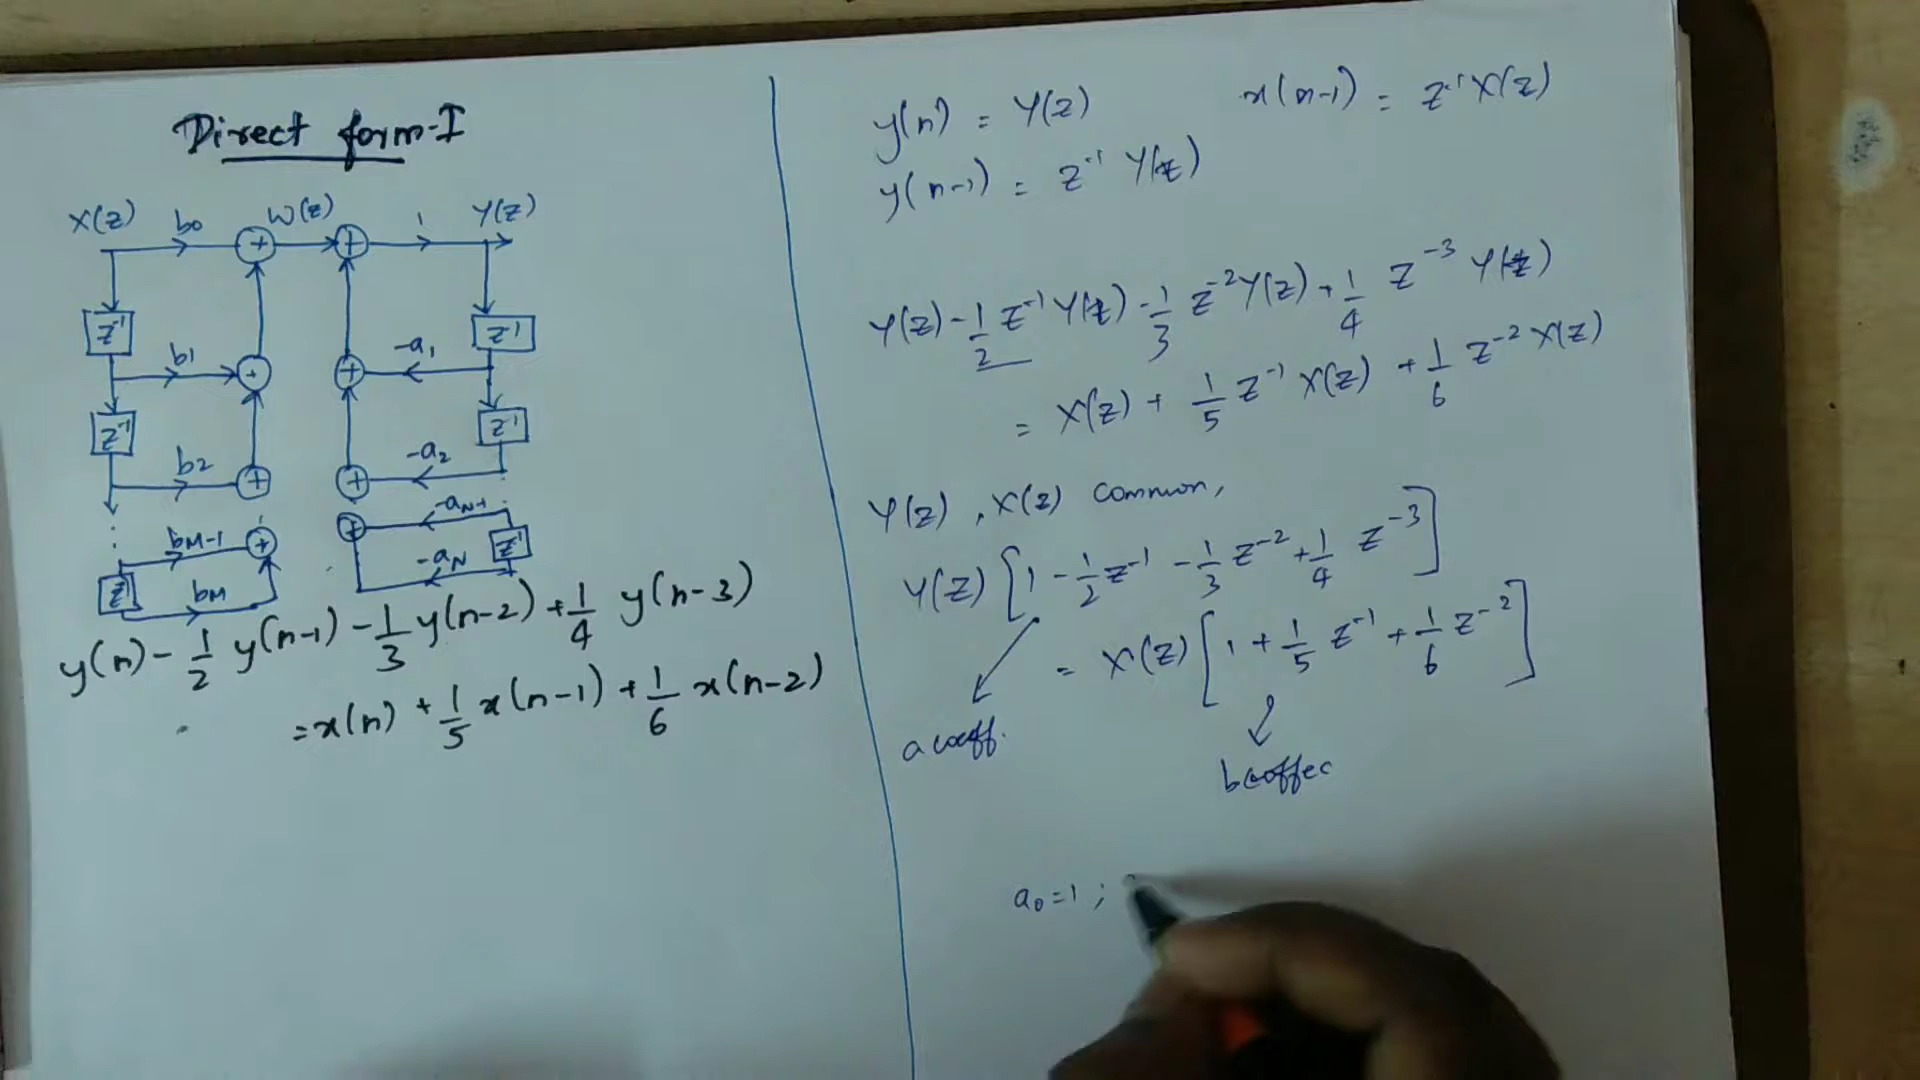 Direct form-I
X(z) b0 W(z) 1 Y(z)
z⁻¹ z⁻¹
b1 -a1
z⁻¹ z⁻¹
b2 -a2
bM-1 -aN-1
z⁻¹ z⁻¹
bM -aN
y(n) - 1/2 y(n-1) - 1/3 y(n-2) + 1/4 y(n-3)
= x(n) + 1/5 x(n-1) + 1/6 x(n-2)
y(n) = Y(z) x(n-1) = z⁻¹ X(z)
y(n-1) = z⁻¹ Y(z)
Y(z) - 1/2 z⁻¹ Y(z) - 1/3 z⁻² Y(z) + 1/4 z⁻³ Y(z)
= X(z) + 1/5 z⁻¹ X(z) + 1/6 z⁻² X(z)
Y(z), X(z) common,
Y(z) [1 - 1/2 z⁻¹ - 1/3 z⁻² + 1/4 z⁻³]
= X(z) [1 + 1/5 z⁻¹ + 1/6 z⁻²]
a coeff.
b coffec
a0 = 1 ;